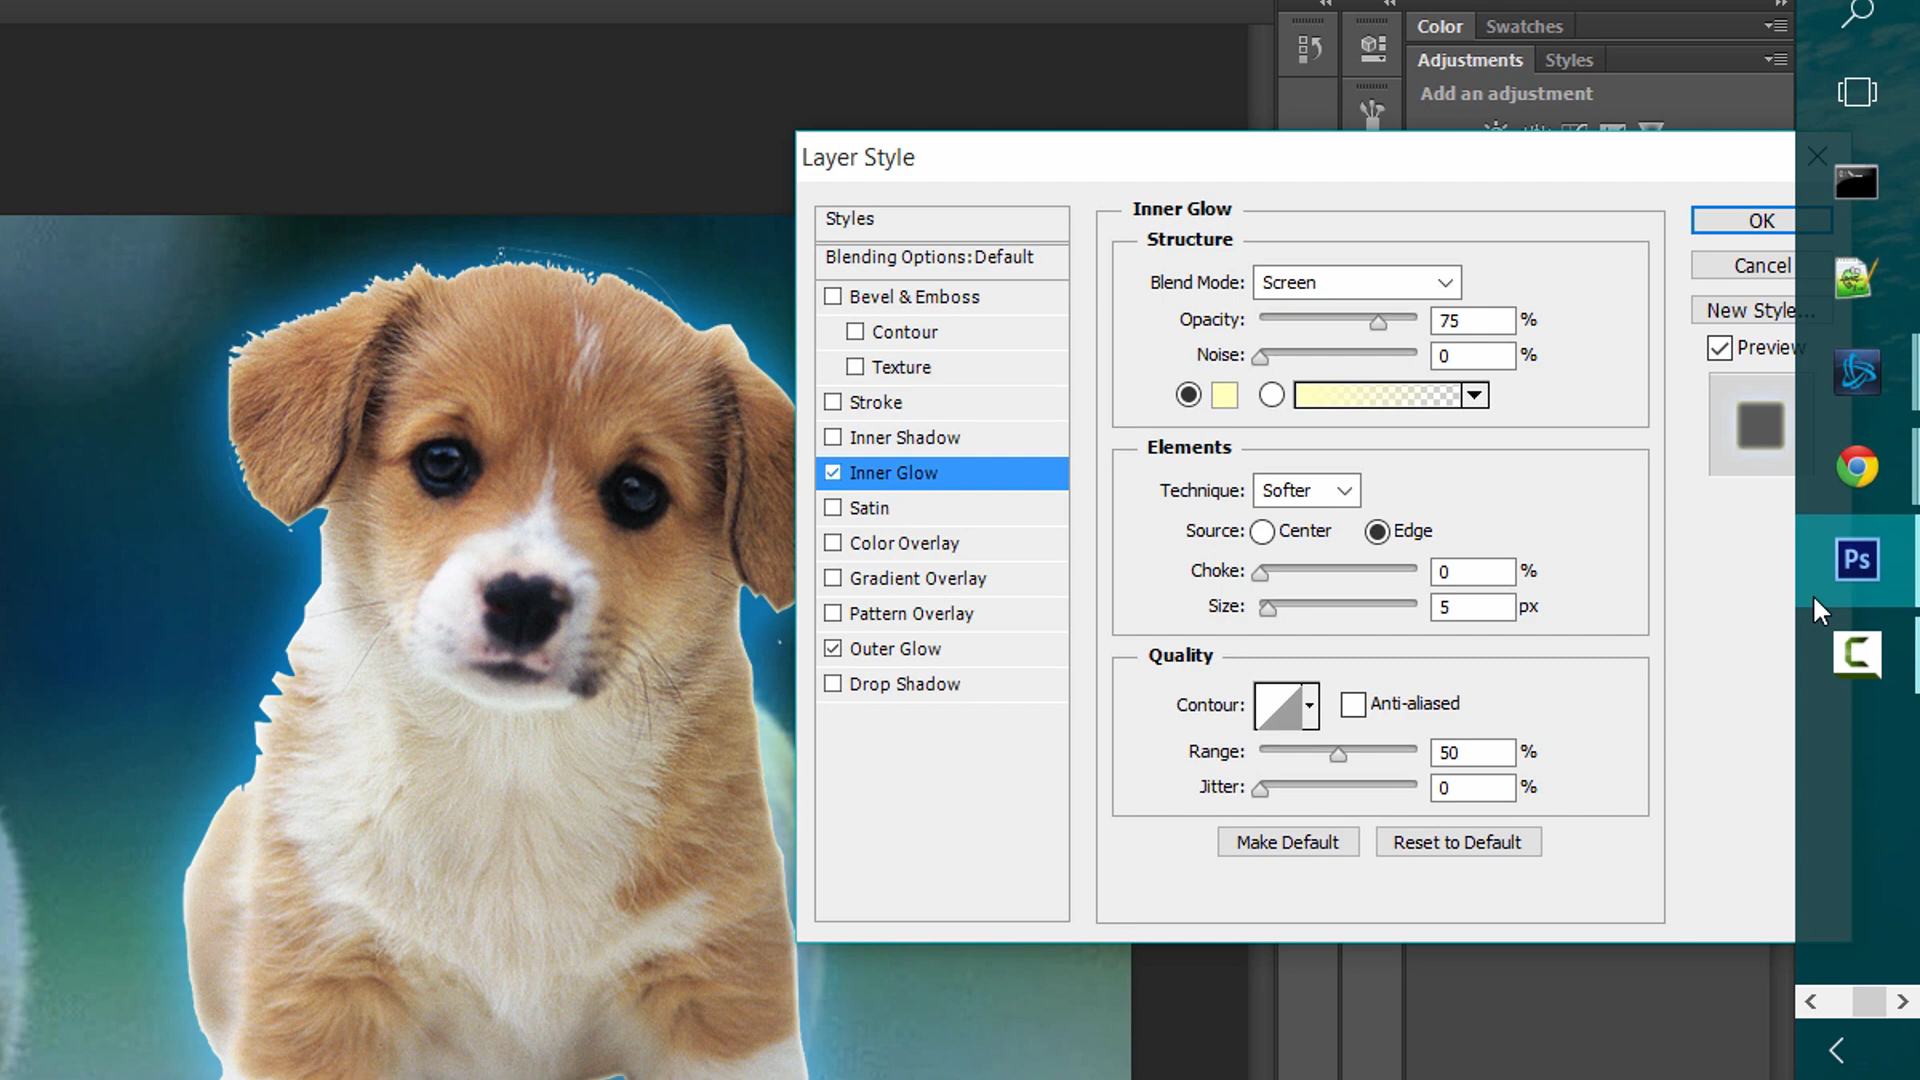 Color
Swatches
Adjustments
Styles
Add an adjustment
Layer Style
Styles
Blending Options: Default
Bevel & Emboss
Contour
Texture
Stroke
Inner Shadow
Inner Glow
Satin
Color Overlay
Gradient Overlay
Pattern Overlay
Outer Glow
Drop Shadow
Inner Glow
Structure
Blend Mode: Screen
Opacity: 75 %
Noise: 0 %
Elements
Technique: Softer
Source: Center Edge
Choke: 0 %
Size: 5 px
Quality
Contour: Anti-aliased
Range: 50 %
Jitter: 0 %
Make Default
Reset to Default
OK
Cancel
New Style...
Preview
Ps